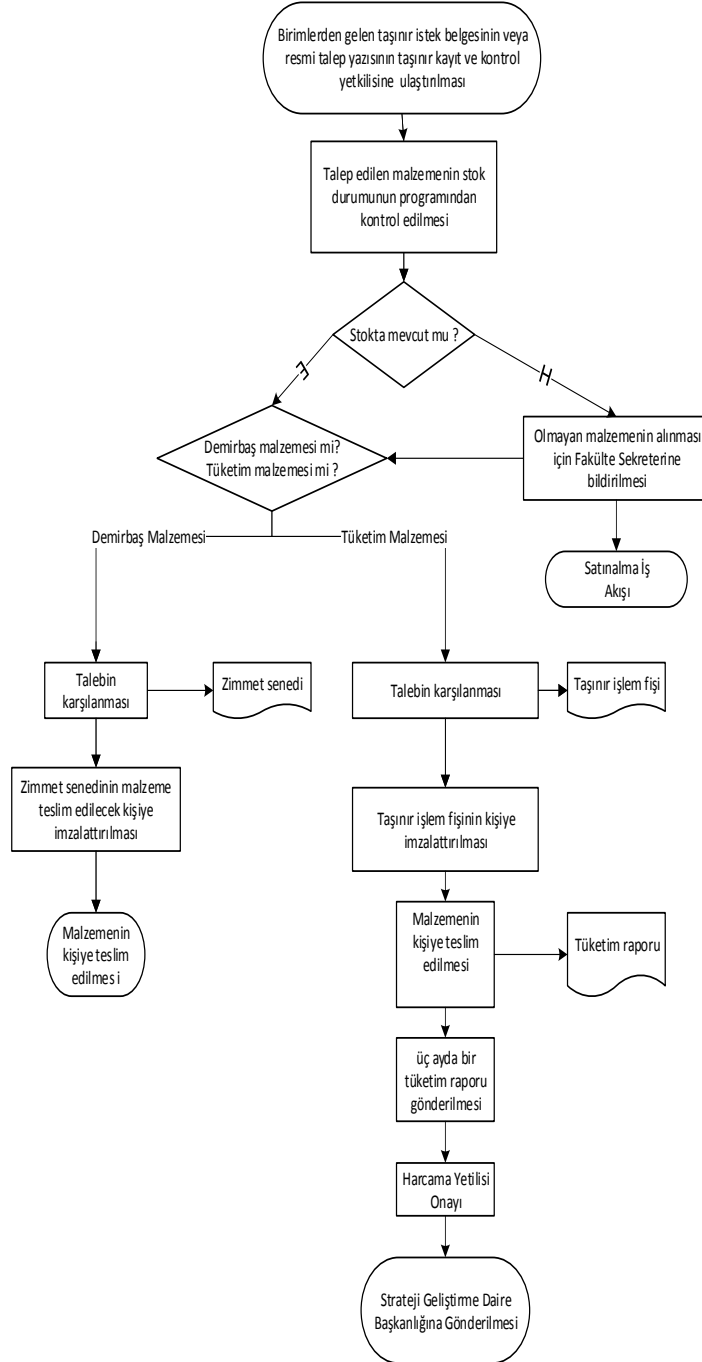 Birimlerden gelen taşınır istek belgesinin veya
resmi talep yazısının taşınır kayıt ve kontrol
yetkilisine ulaştırılması
Talep edilen malzemenin stok
durumunun programından
kontrol edilmesi
Stokta mevcut mu ?
E
H
Demirbaş malzemesi mi?
Tüketim malzemesi mi ?
Olmayan malzemenin alınması
için Fakülte Sekreterine
bildirilmesi
Satınalma İş
Akışı
Demirbaş Malzemesi
Tüketim Malzemesi
Talebin
karşılanması
Zimmet senedi
Talebin karşılanması
Taşınır işlem fişi
Zimmet senedinin malzeme
teslim edilecek kişiye
imzalattırılması
Taşınır işlem fişinin kişiye
imzalattırılması
Malzemenin
kişiye teslim
edilmes i
Malzemenin
kişiye teslim
edilmesi
Tüketim raporu
üç ayda bir
tüketim raporu
gönderilmesi
Harcama Yetilisi
Onayı
Strateji Geliştirme Daire
Başkanlığına Gönderilmesi